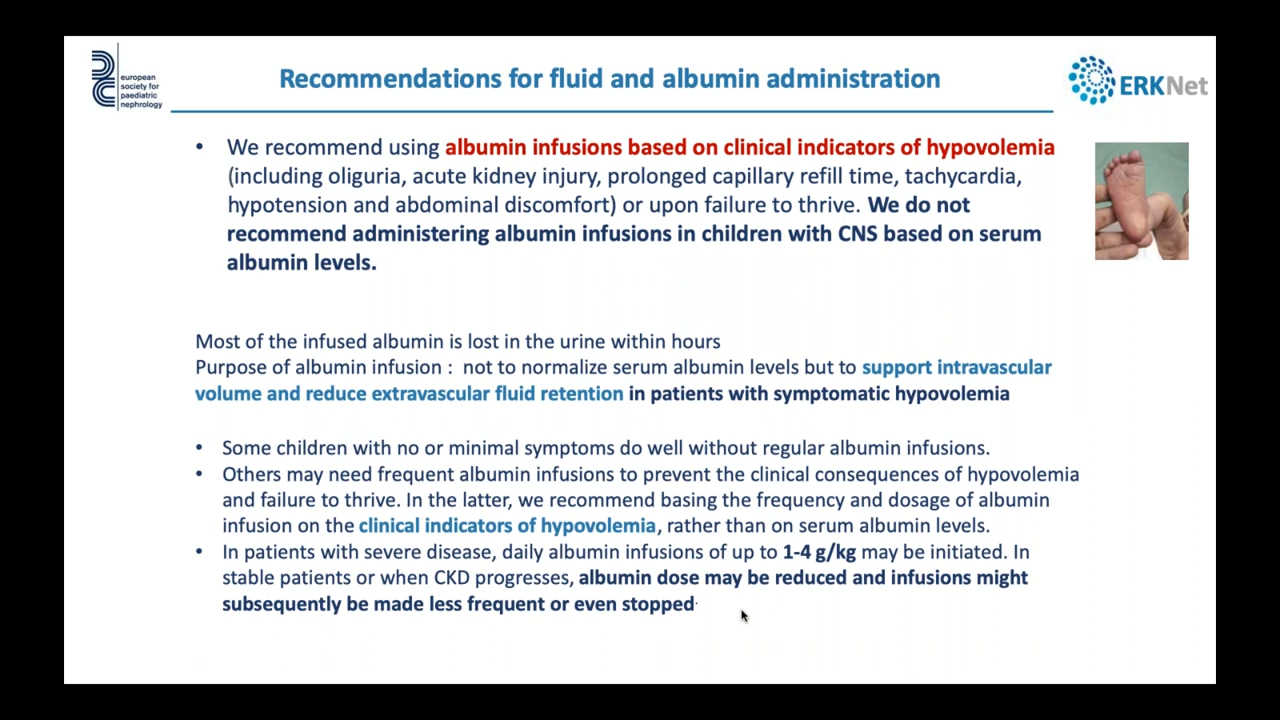 european
society for
paediatric
nephrology
Recommendations for fluid and albumin administration
ERKNet
• We recommend using albumin infusions based on clinical indicators of hypovolemia
(including oliguria, acute kidney injury, prolonged capillary refill time, tachycardia,
hypotension and abdominal discomfort) or upon failure to thrive. We do not
recommend administering albumin infusions in children with CNS based on serum
albumin levels.
Most of the infused albumin is lost in the urine within hours
Purpose of albumin infusion : not to normalize serum albumin levels but to support intravascular
volume and reduce extravascular fluid retention in patients with symptomatic hypovolemia
• Some children with no or minimal symptoms do well without regular albumin infusions.
• Others may need frequent albumin infusions to prevent the clinical consequences of hypovolemia
and failure to thrive. In the latter, we recommend basing the frequency and dosage of albumin
infusion on the clinical indicators of hypovolemia, rather than on serum albumin levels.
• In patients with severe disease, daily albumin infusions of up to 1-4 g/kg may be initiated. In
stable patients or when CKD progresses, albumin dose may be reduced and infusions might
subsequently be made less frequent or even stopped.